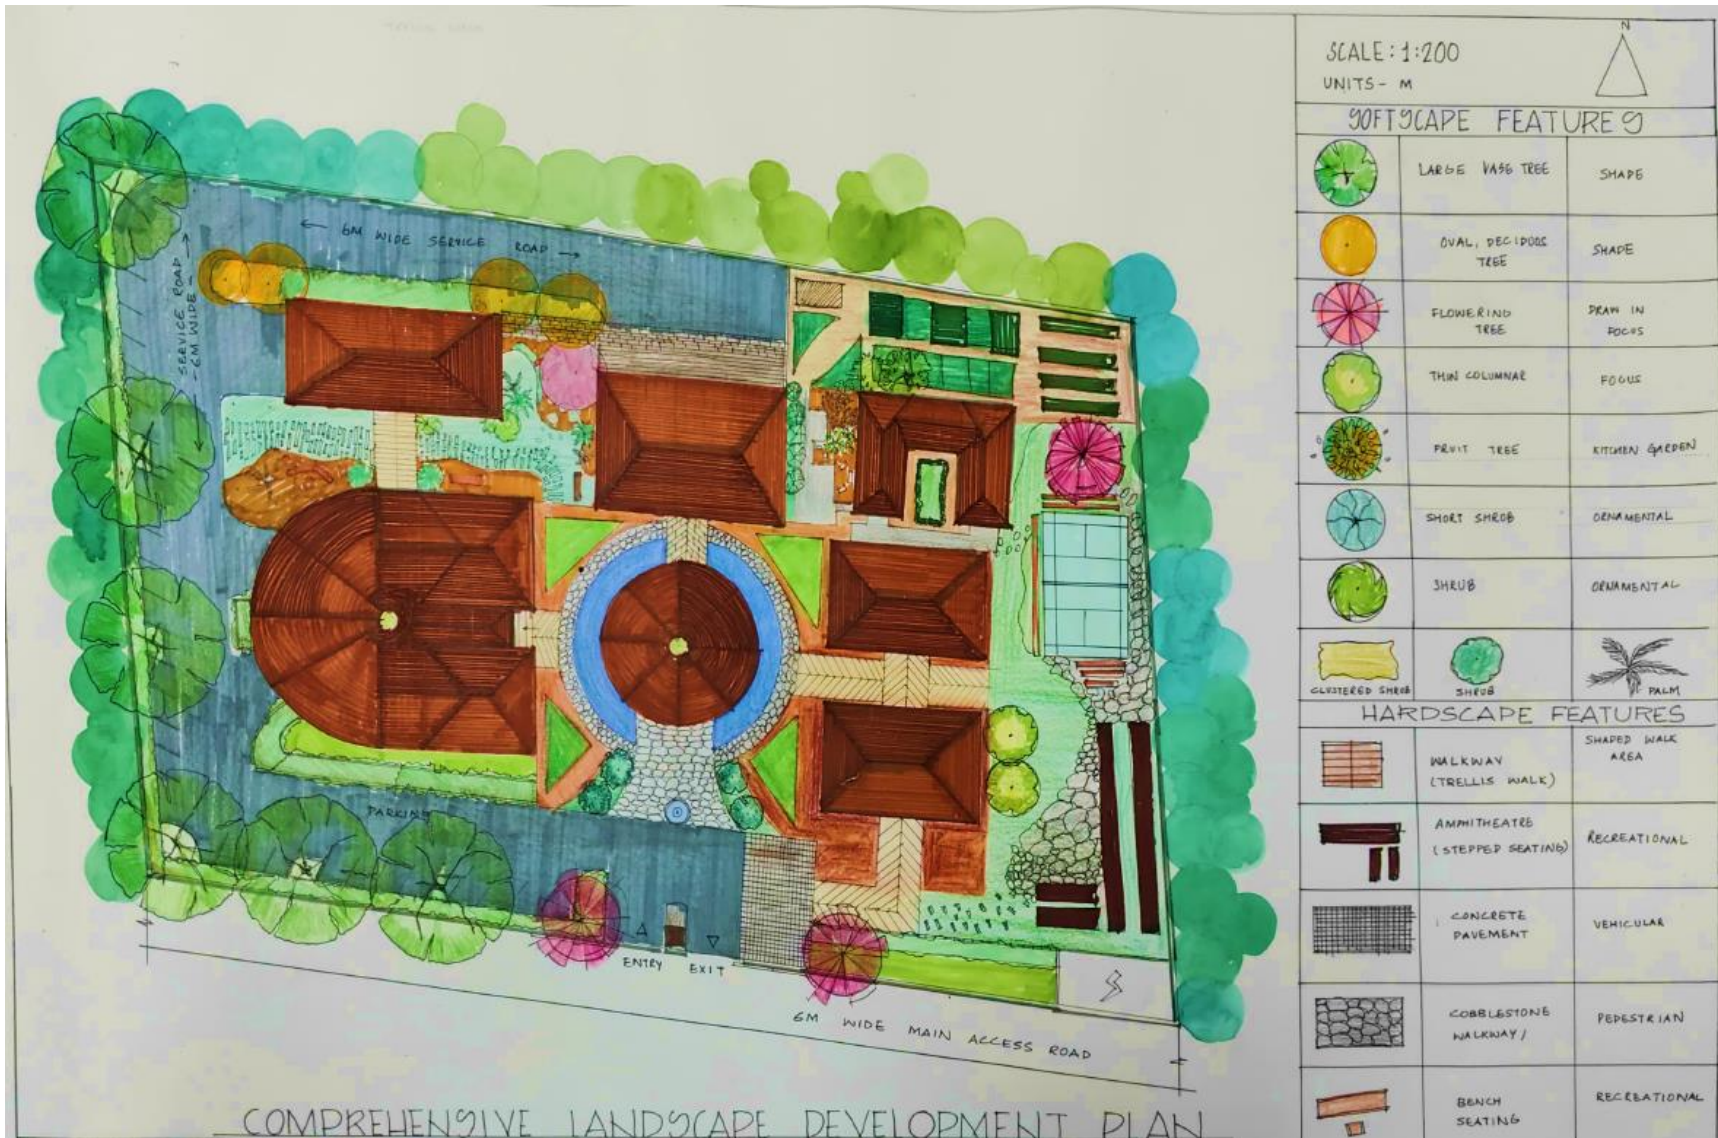 SCALE: 1:200
UNITS - M
N
SOFTSCAPE FEATURES
LARGE VASE TREE
SHADE
OVAL, DECIDOUS
TREE
SHADE
FLOWERING
TREE
DRAW IN
FOCUS
THIN COLUMNAR
FOCUS
FRUIT TREE
KITCHEN GARDEN
SHORT SHRUB
ORNAMENTAL
SHRUB
ORNAMENTAL
CLUSTERED SHRUB
SHRUB
PALM
HARDSCAPE FEATURES
WALKWAY
(TRELLIS WALK)
SHADED WALK
AREA
AMPHITHEATRE
(STEPPED SEATING)
RECREATIONAL
CONCRETE
PAVEMENT
VEHICULAR
COBBLESTONE
WALKWAY/
PEDESTRIAN
BENCH
SEATING
RECREATIONAL
6M WIDE SERVICE ROAD
SERVICE ROAD
- 6M WIDE -
PARKING
ENTRY
EXIT
6M WIDE MAIN ACCESS ROAD
COMPREHENSIVE LANDSCAPE DEVELOPMENT PLAN